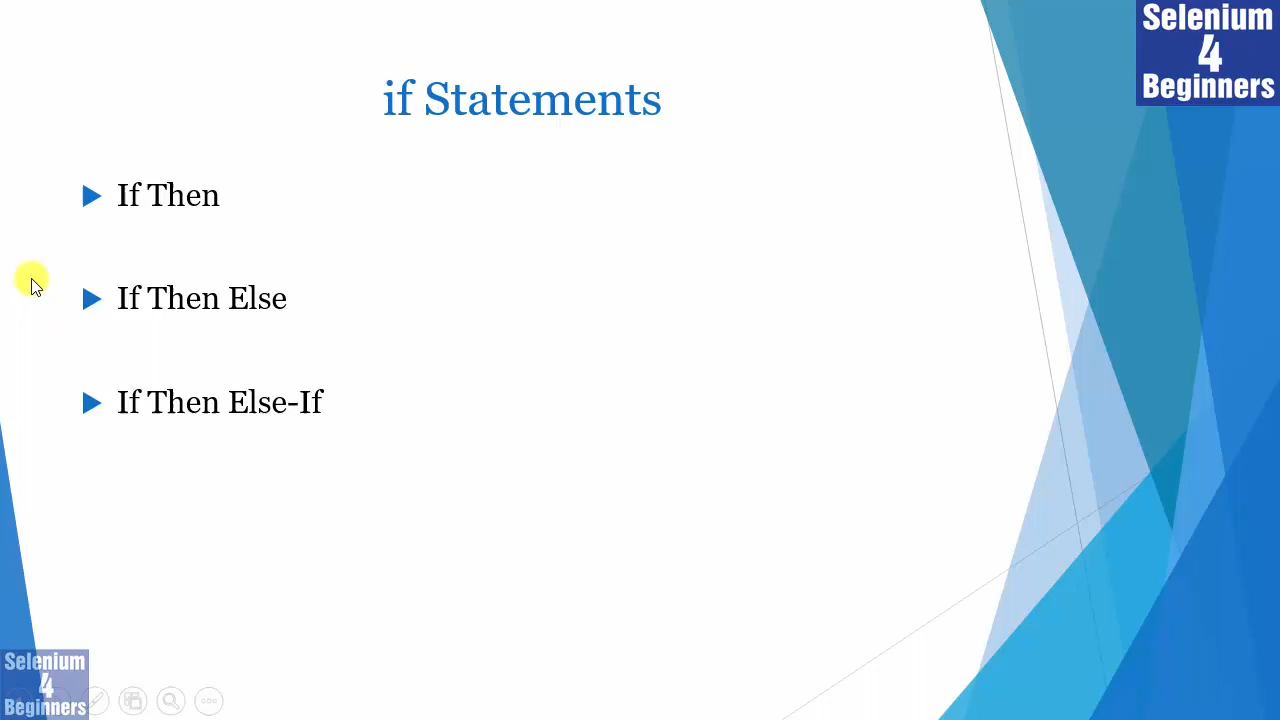 Selenium
4
Beginners
if Statements
If Then
If Then Else
If Then Else-If
Selenium
4
Beginners